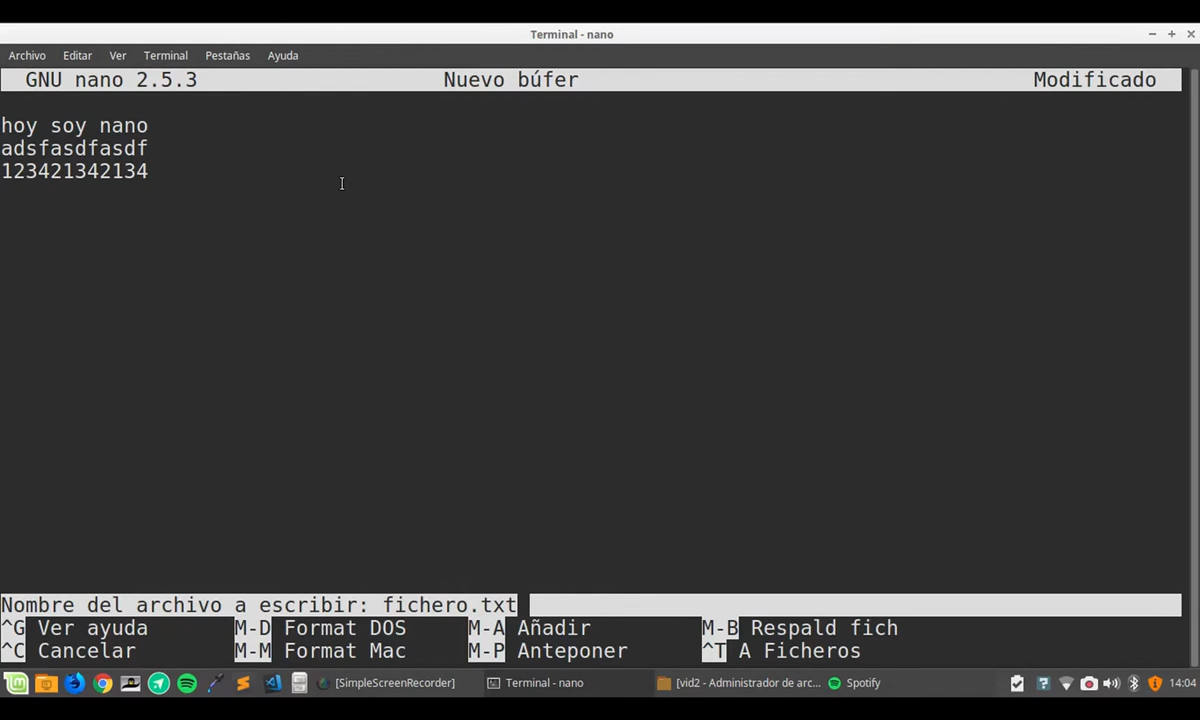 Terminal - nano
Archivo Editar Ver Terminal Pestañas Ayuda
GNU nano 2.5.3 Nuevo búfer Modificado
hoy soy nano
adsfasdfasdf
123421342134
Nombre del archivo a escribir: fichero.txt
^G Ver ayuda M-D Format DOS M-A Añadir M-B Respald fich
^C Cancelar M-M Format Mac M-P Anteponer ^T A Ficheros
[SimpleScreenRecorder] Terminal - nano [vid2 - Administrador de arc... Spotify 14:04